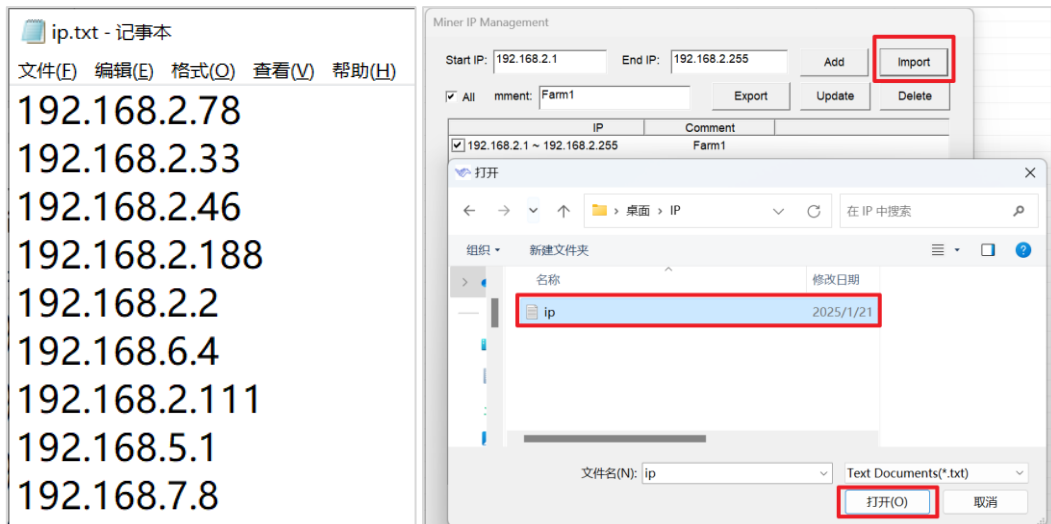 ip.txt - 记事本
文件(F) 编辑(E) 格式(O) 查看(V) 帮助(H)
192.168.2.78
192.168.2.33
192.168.2.46
192.168.2.188
192.168.2.2
192.168.6.4
192.168.2.111
192.168.5.1
192.168.7.8
Miner IP Management
Start IP: 192.168.2.1 End IP: 192.168.2.255 Add Import
All mment: Farm1 Export Update Delete
IP Comment
192.168.2.1 ~ 192.168.2.255 Farm1
打开
桌面 › IP 在 IP 中搜索
组织 新建文件夹
名称 修改日期
ip 2025/1/21
文件名(N): ip Text Documents(*.txt)
打开(O) 取消